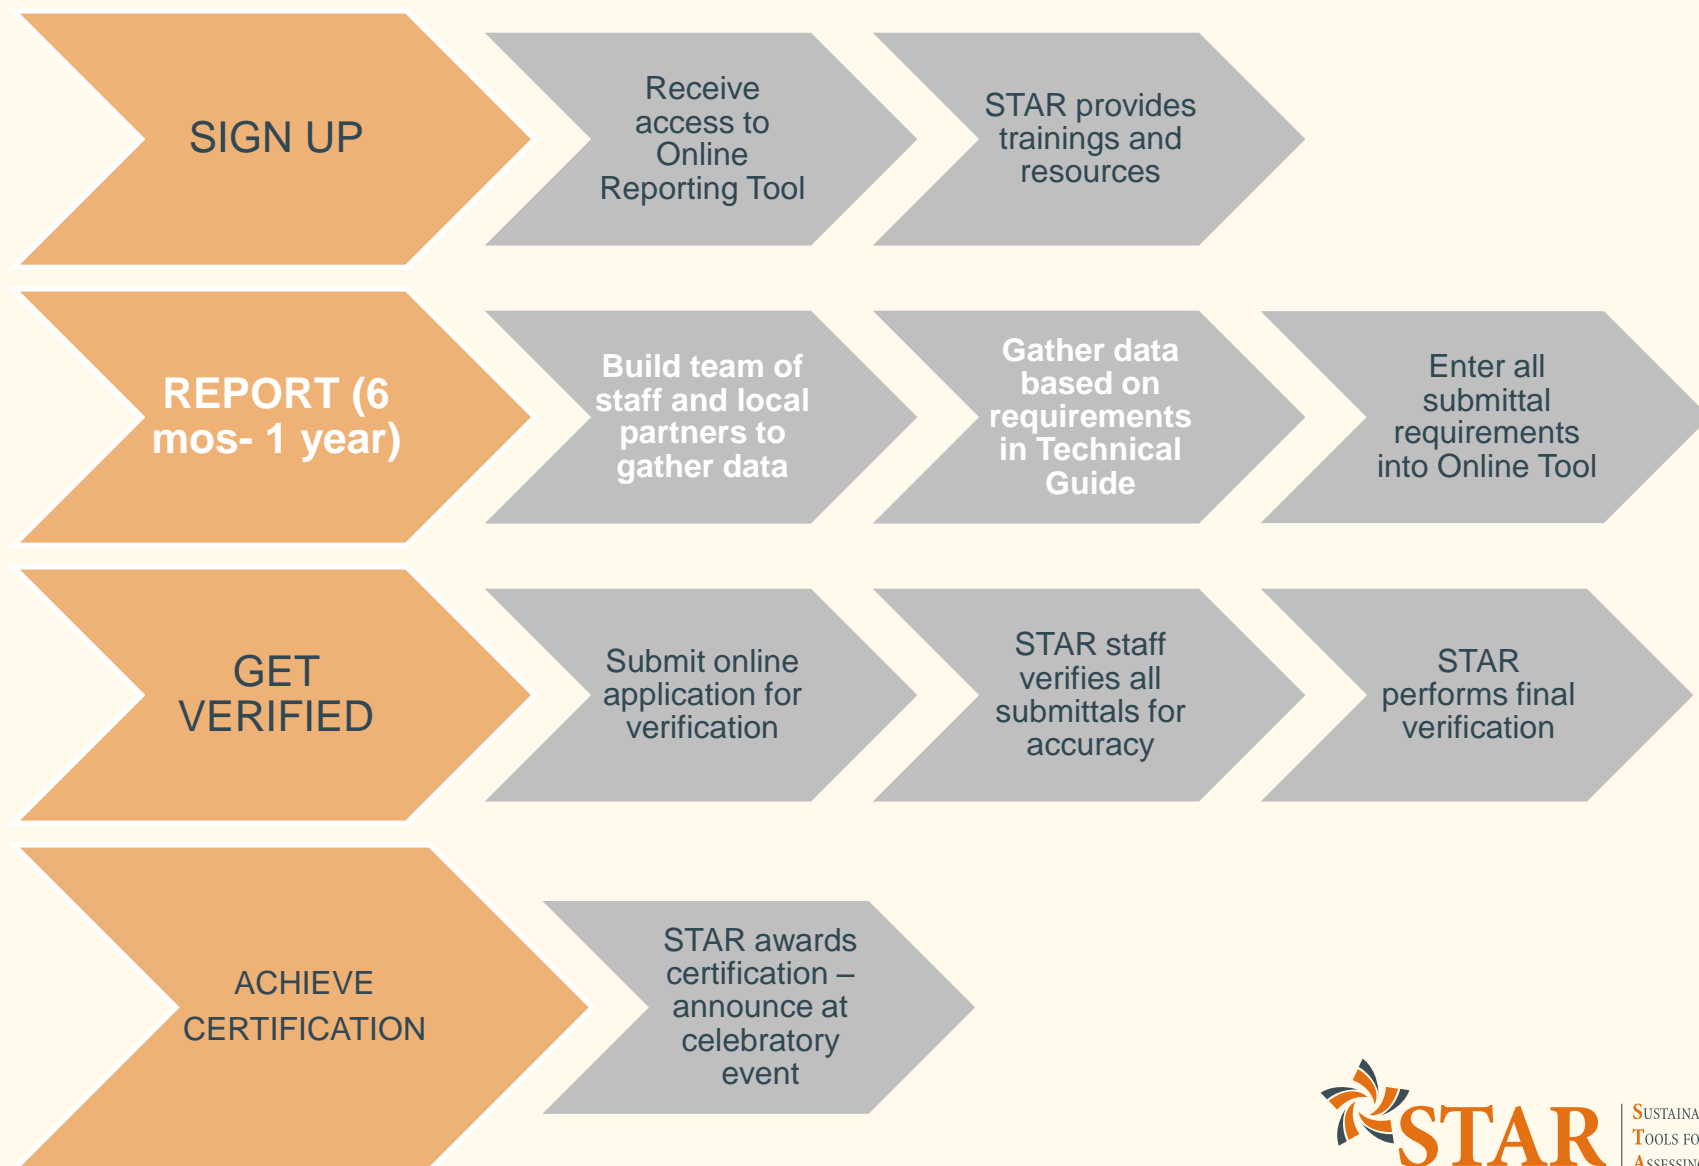 SIGN UP
Receive
access to
Online
Reporting Tool
STAR provides
trainings and
resources
REPORT (6
mos- 1 year)
Build team of
staff and local
partners to
gather data
Gather data
based on
requirements
in Technical
Guide
Enter all
submittal
requirements
into Online Tool
GET
VERIFIED
Submit online
application for
verification
STAR staff
verifies all
submittals for
accuracy
STAR
performs final
verification
ACHIEVE
CERTIFICATION
STAR awards
certification –
announce at
celebratory
event
STAR
TOOLS